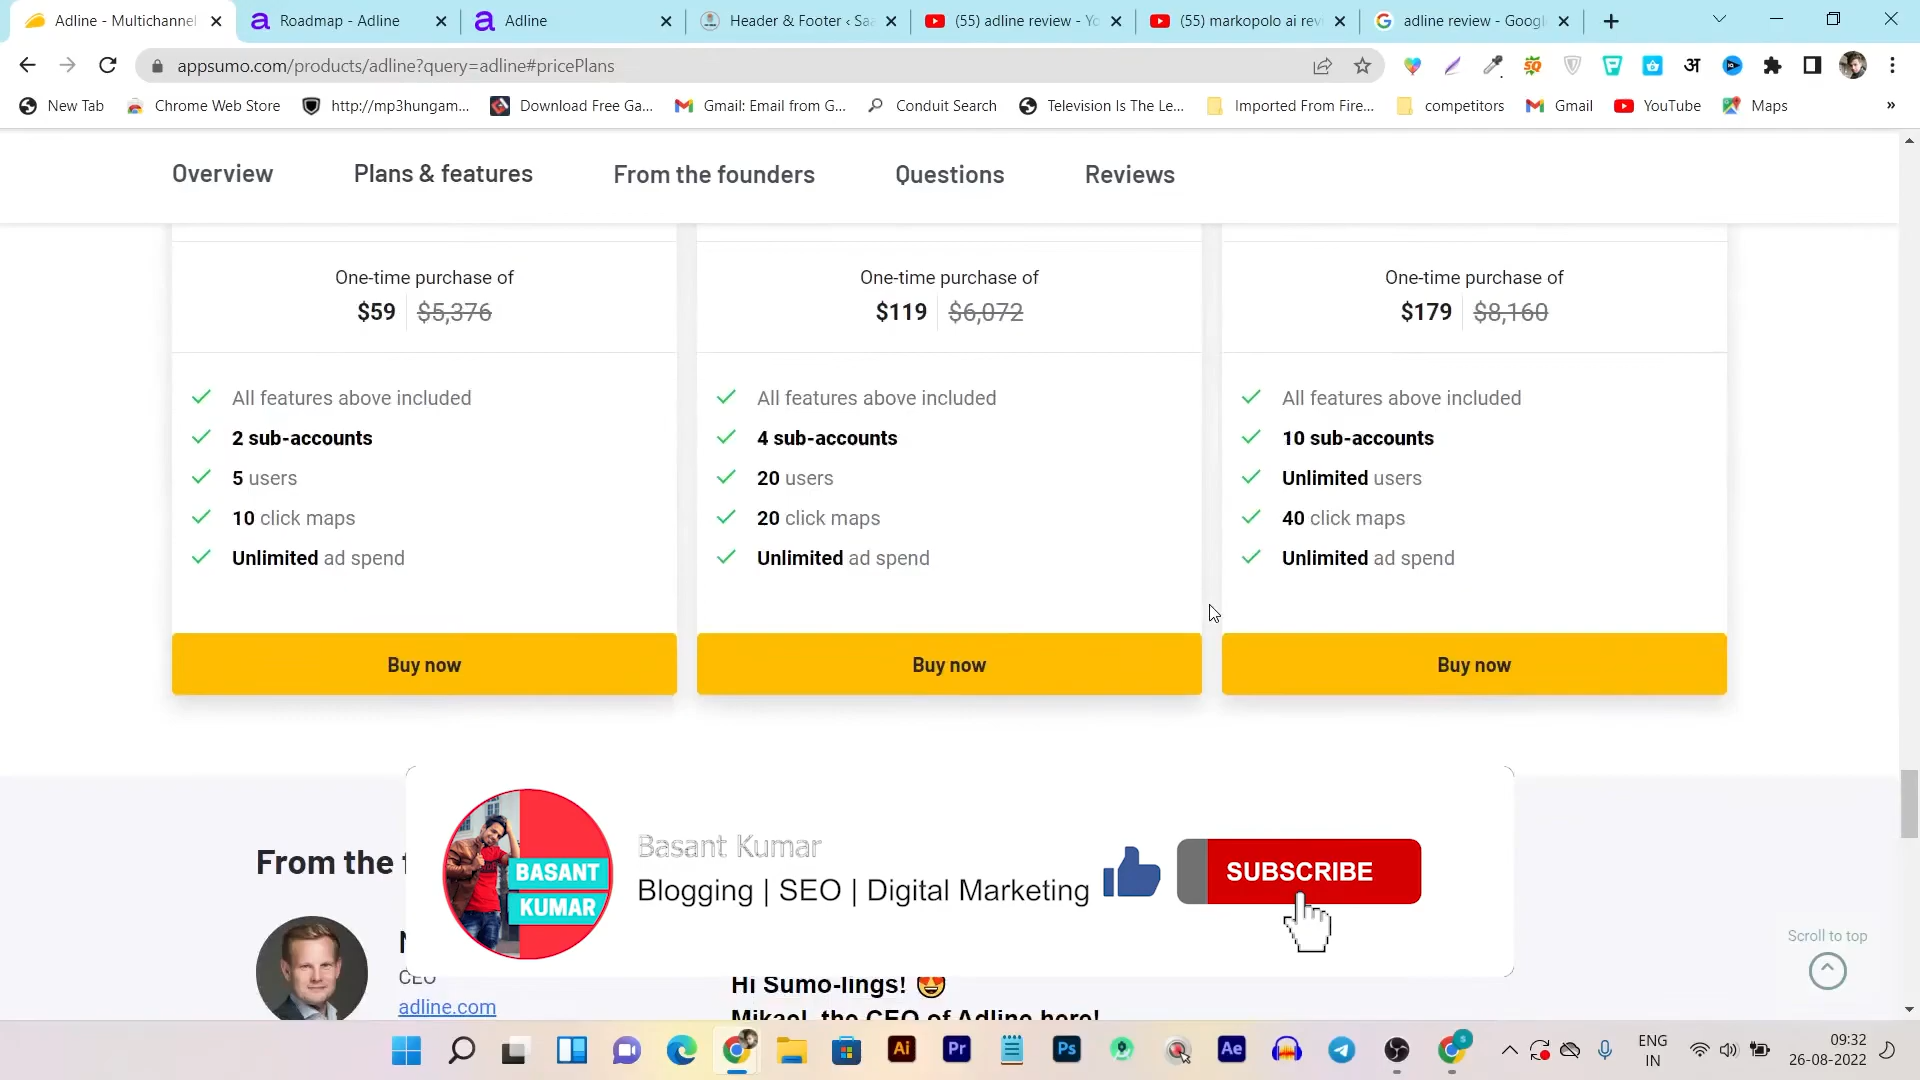 Adline - Multichannel
Roadmap - Adline
Adline
Header & Footer ‹ Saa
(55) adline review - Yo
(55) markopolo ai revi
adline review - Googl
appsumo.com/products/adline?query=adline#pricePlans
New Tab
Chrome Web Store
http://mp3hungam...
Download Free Ga...
Gmail: Email from G...
Conduit Search
Television Is The Le...
Imported From Fire...
competitors
Gmail
YouTube
Maps
»
Overview
Plans & features
From the founders
Questions
Reviews
One-time purchase of
$59 $5,376
All features above included
2 sub-accounts
5 users
10 click maps
Unlimited ad spend
Buy now
One-time purchase of
$119 $6,072
All features above included
4 sub-accounts
20 users
20 click maps
Unlimited ad spend
Buy now
One-time purchase of
$179 $8,160
All features above included
10 sub-accounts
Unlimited users
40 click maps
Unlimited ad spend
Buy now
From the
BASANT
KUMAR
Basant Kumar
Blogging | SEO | Digital Marketing
SUBSCRIBE
CEO
adline.com
Hi Sumo-lings! 😍
Mikael, the CEO of Adline here!
Scroll to top
ENG
IN
09:32
26-08-2022